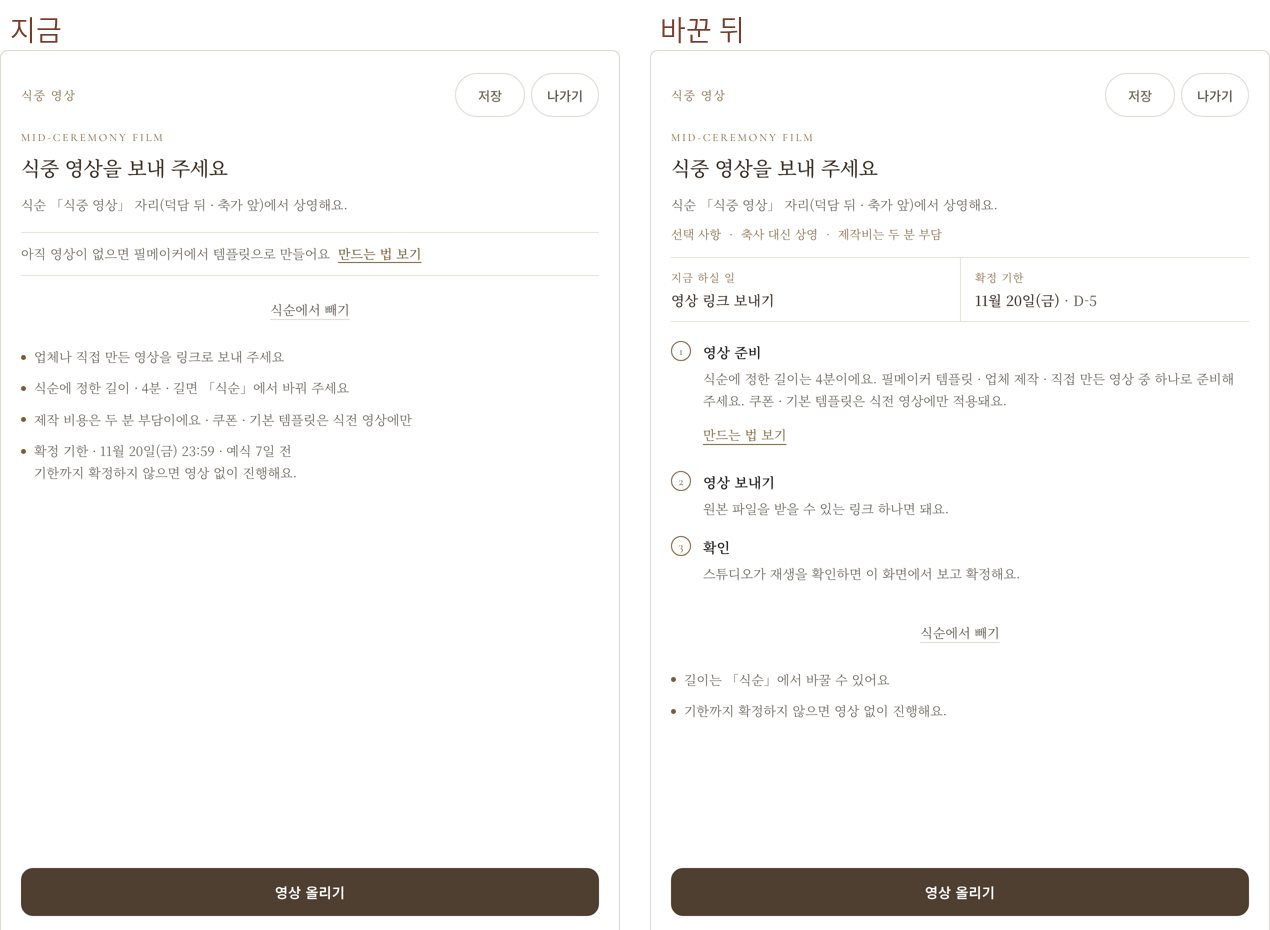 지금
식중 영상
저장
나가기
MID-CEREMONY FILM
식중 영상을 보내 주세요
식순 「식중 영상」 자리(덕담 뒤 · 축가 앞)에서 상영해요.
아직 영상이 없으면 필메이커에서 템플릿으로 만들어요 만드는 법 보기
식순에서 빼기
• 업체나 직접 만든 영상을 링크로 보내 주세요
• 식순에 정한 길이 · 4분 · 길면 「식순」에서 바꿔 주세요
• 제작 비용은 두 분 부담이에요 · 쿠폰 · 기본 템플릿은 식전 영상에만
• 확정 기한 · 11월 20일(금) 23:59 · 예식 7일 전
기한까지 확정하지 않으면 영상 없이 진행해요.
영상 올리기
바꾼 뒤
식중 영상
저장
나가기
MID-CEREMONY FILM
식중 영상을 보내 주세요
식순 「식중 영상」 자리(덕담 뒤 · 축가 앞)에서 상영해요.
선택 사항 · 축사 대신 상영 · 제작비는 두 분 부담
지금 하실 일
영상 링크 보내기
확정 기한
11월 20일(금) · D-5
1 영상 준비
식순에 정한 길이는 4분이에요. 필메이커 템플릿 · 업체 제작 · 직접 만든 영상 중 하나로 준비해
주세요. 쿠폰 · 기본 템플릿은 식전 영상에만 적용돼요.
만드는 법 보기
2 영상 보내기
원본 파일을 받을 수 있는 링크 하나면 돼요.
3 확인
스튜디오가 재생을 확인하면 이 화면에서 보고 확정해요.
식순에서 빼기
• 길이는 「식순」에서 바꿀 수 있어요
• 기한까지 확정하지 않으면 영상 없이 진행해요.
영상 올리기